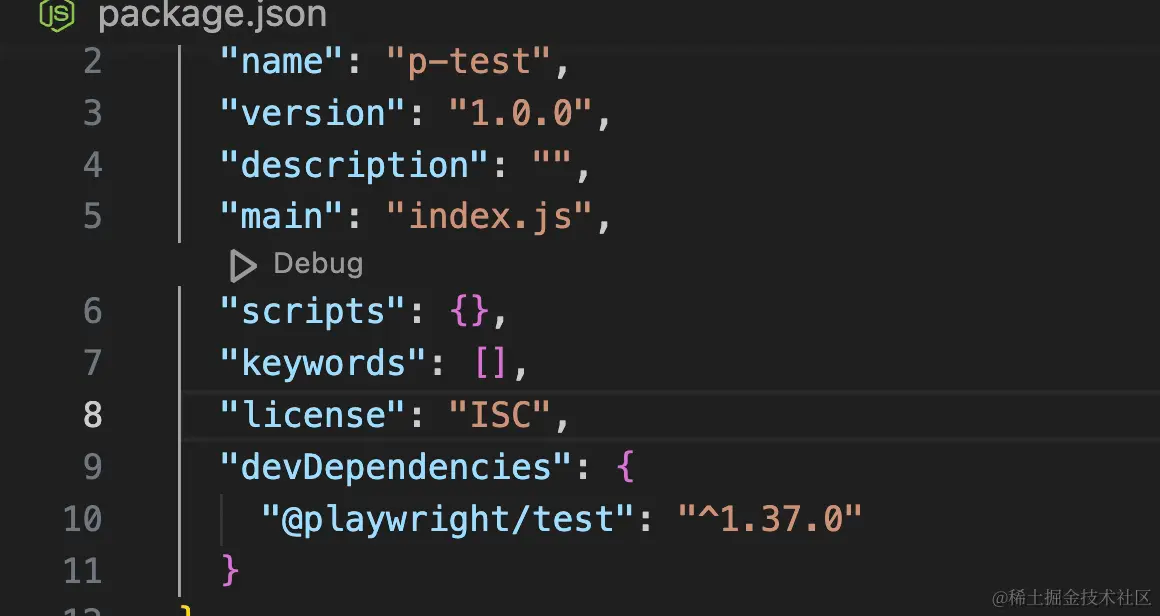 JS package.json
2 "name": "p-test",
3 "version": "1.0.0",
4 "description": "",
5 "main": "index.js",
Debug
6 "scripts": {},
7 "keywords": [],
8 "license": "ISC",
9 "devDependencies": {
10 "@playwright/test": "^1.37.0"
11 }
12 }
@稀土掘金技术社区